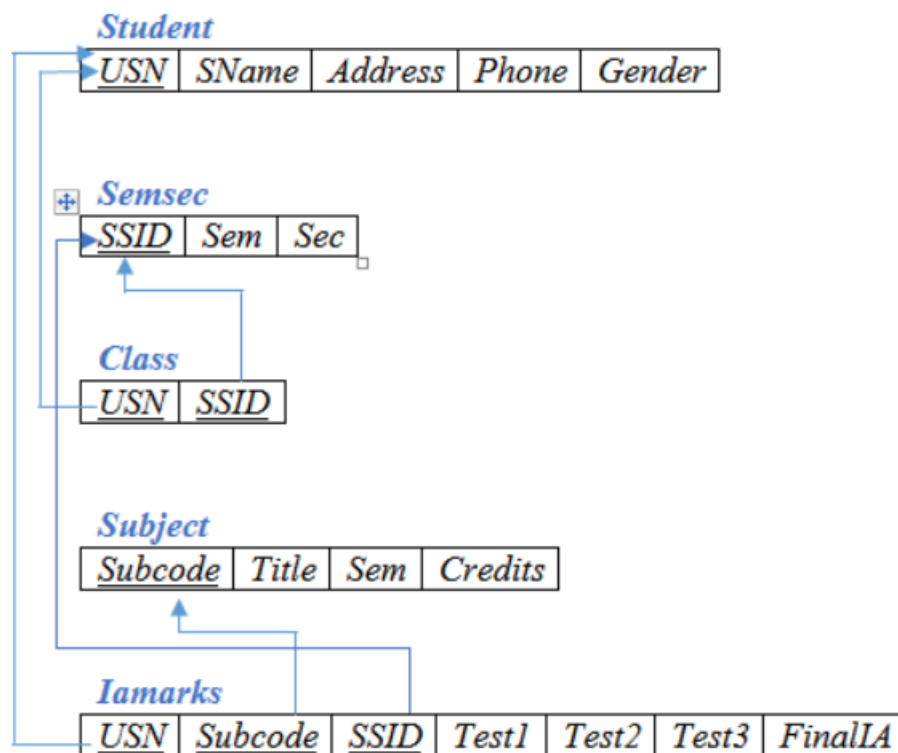 Student
USN SName Address Phone Gender
Semsec
SSID Sem Sec
Class
USN SSID
Subject
Subcode Title Sem Credits
Iamarks
USN Subcode SSID Test1 Test2 Test3 FinalIA